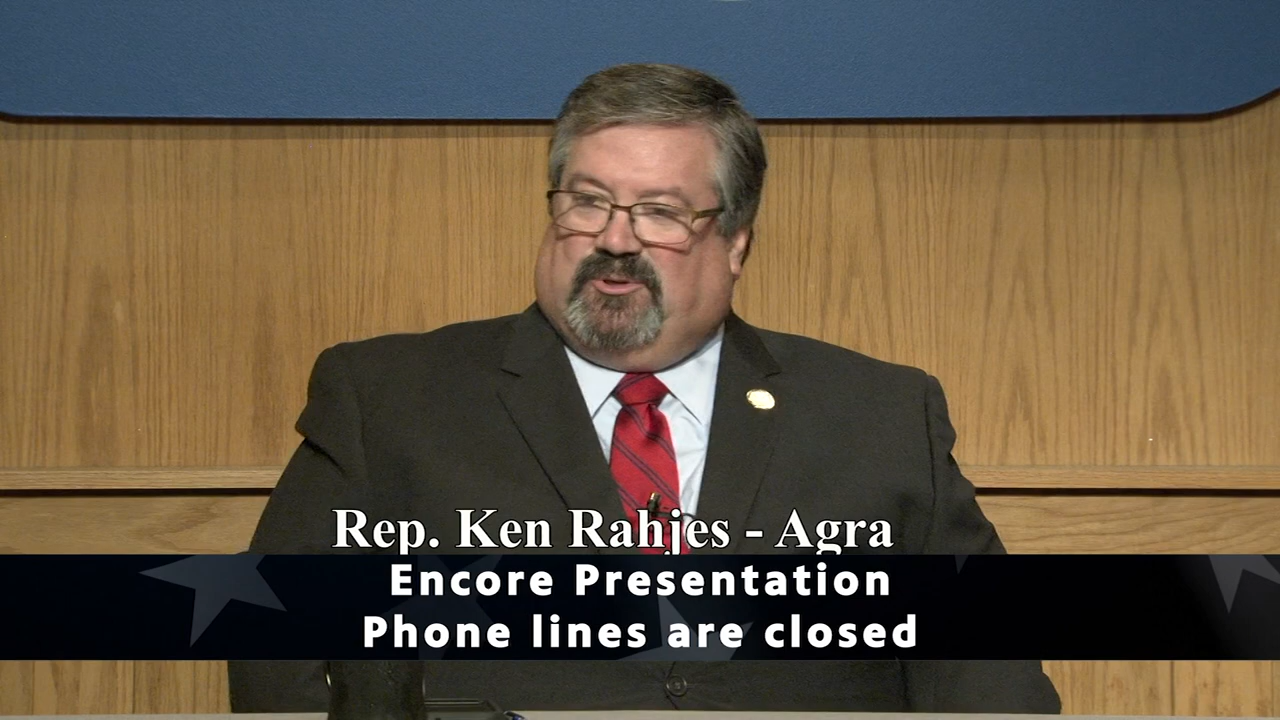 Rep. Ken Rahjes - Agra
Encore Presentation
Phone lines are closed